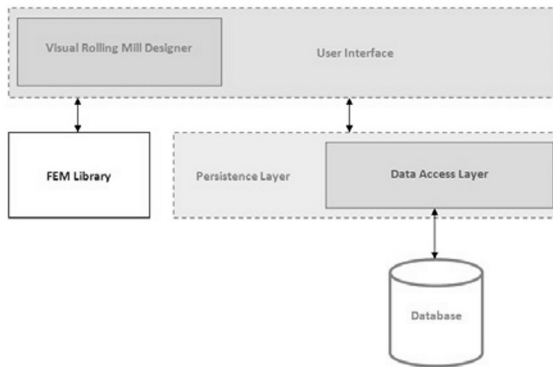 Visual Rolling Mill Designer
User Interface
FEM Library
Persistence Layer
Data Access Layer
Database